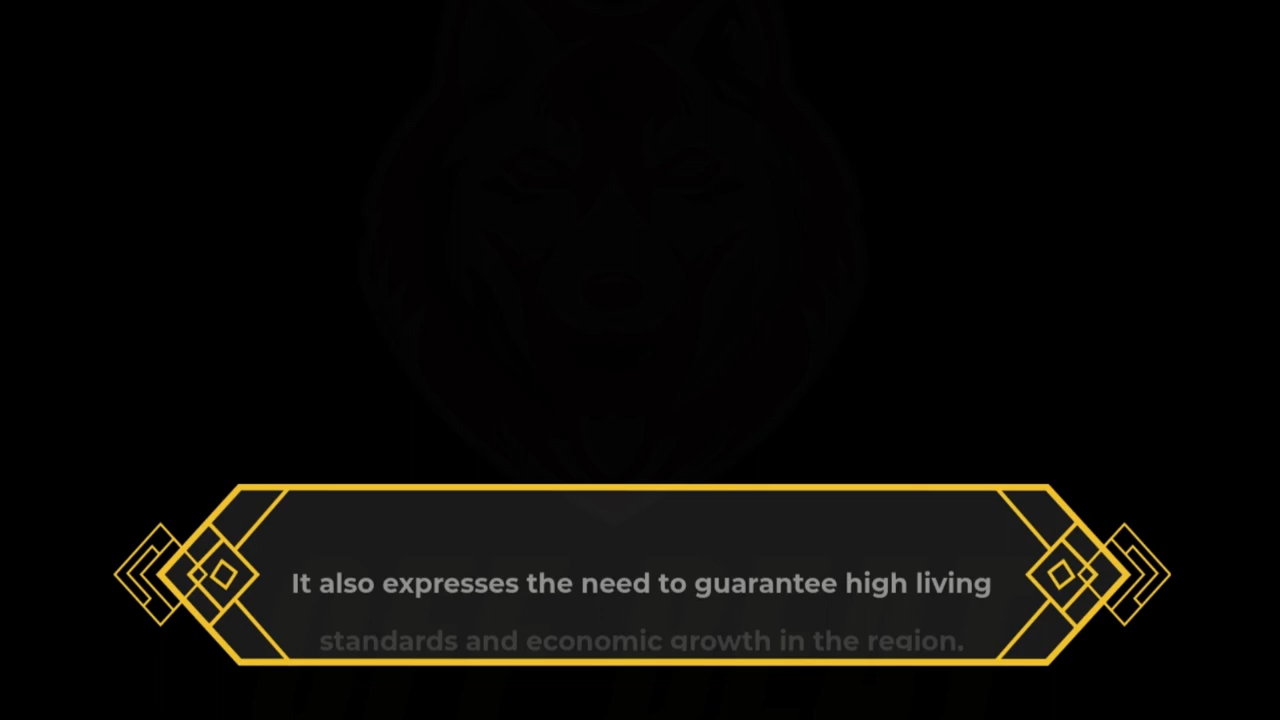 It also expresses the need to guarantee high living
standards and economic growth in the region.